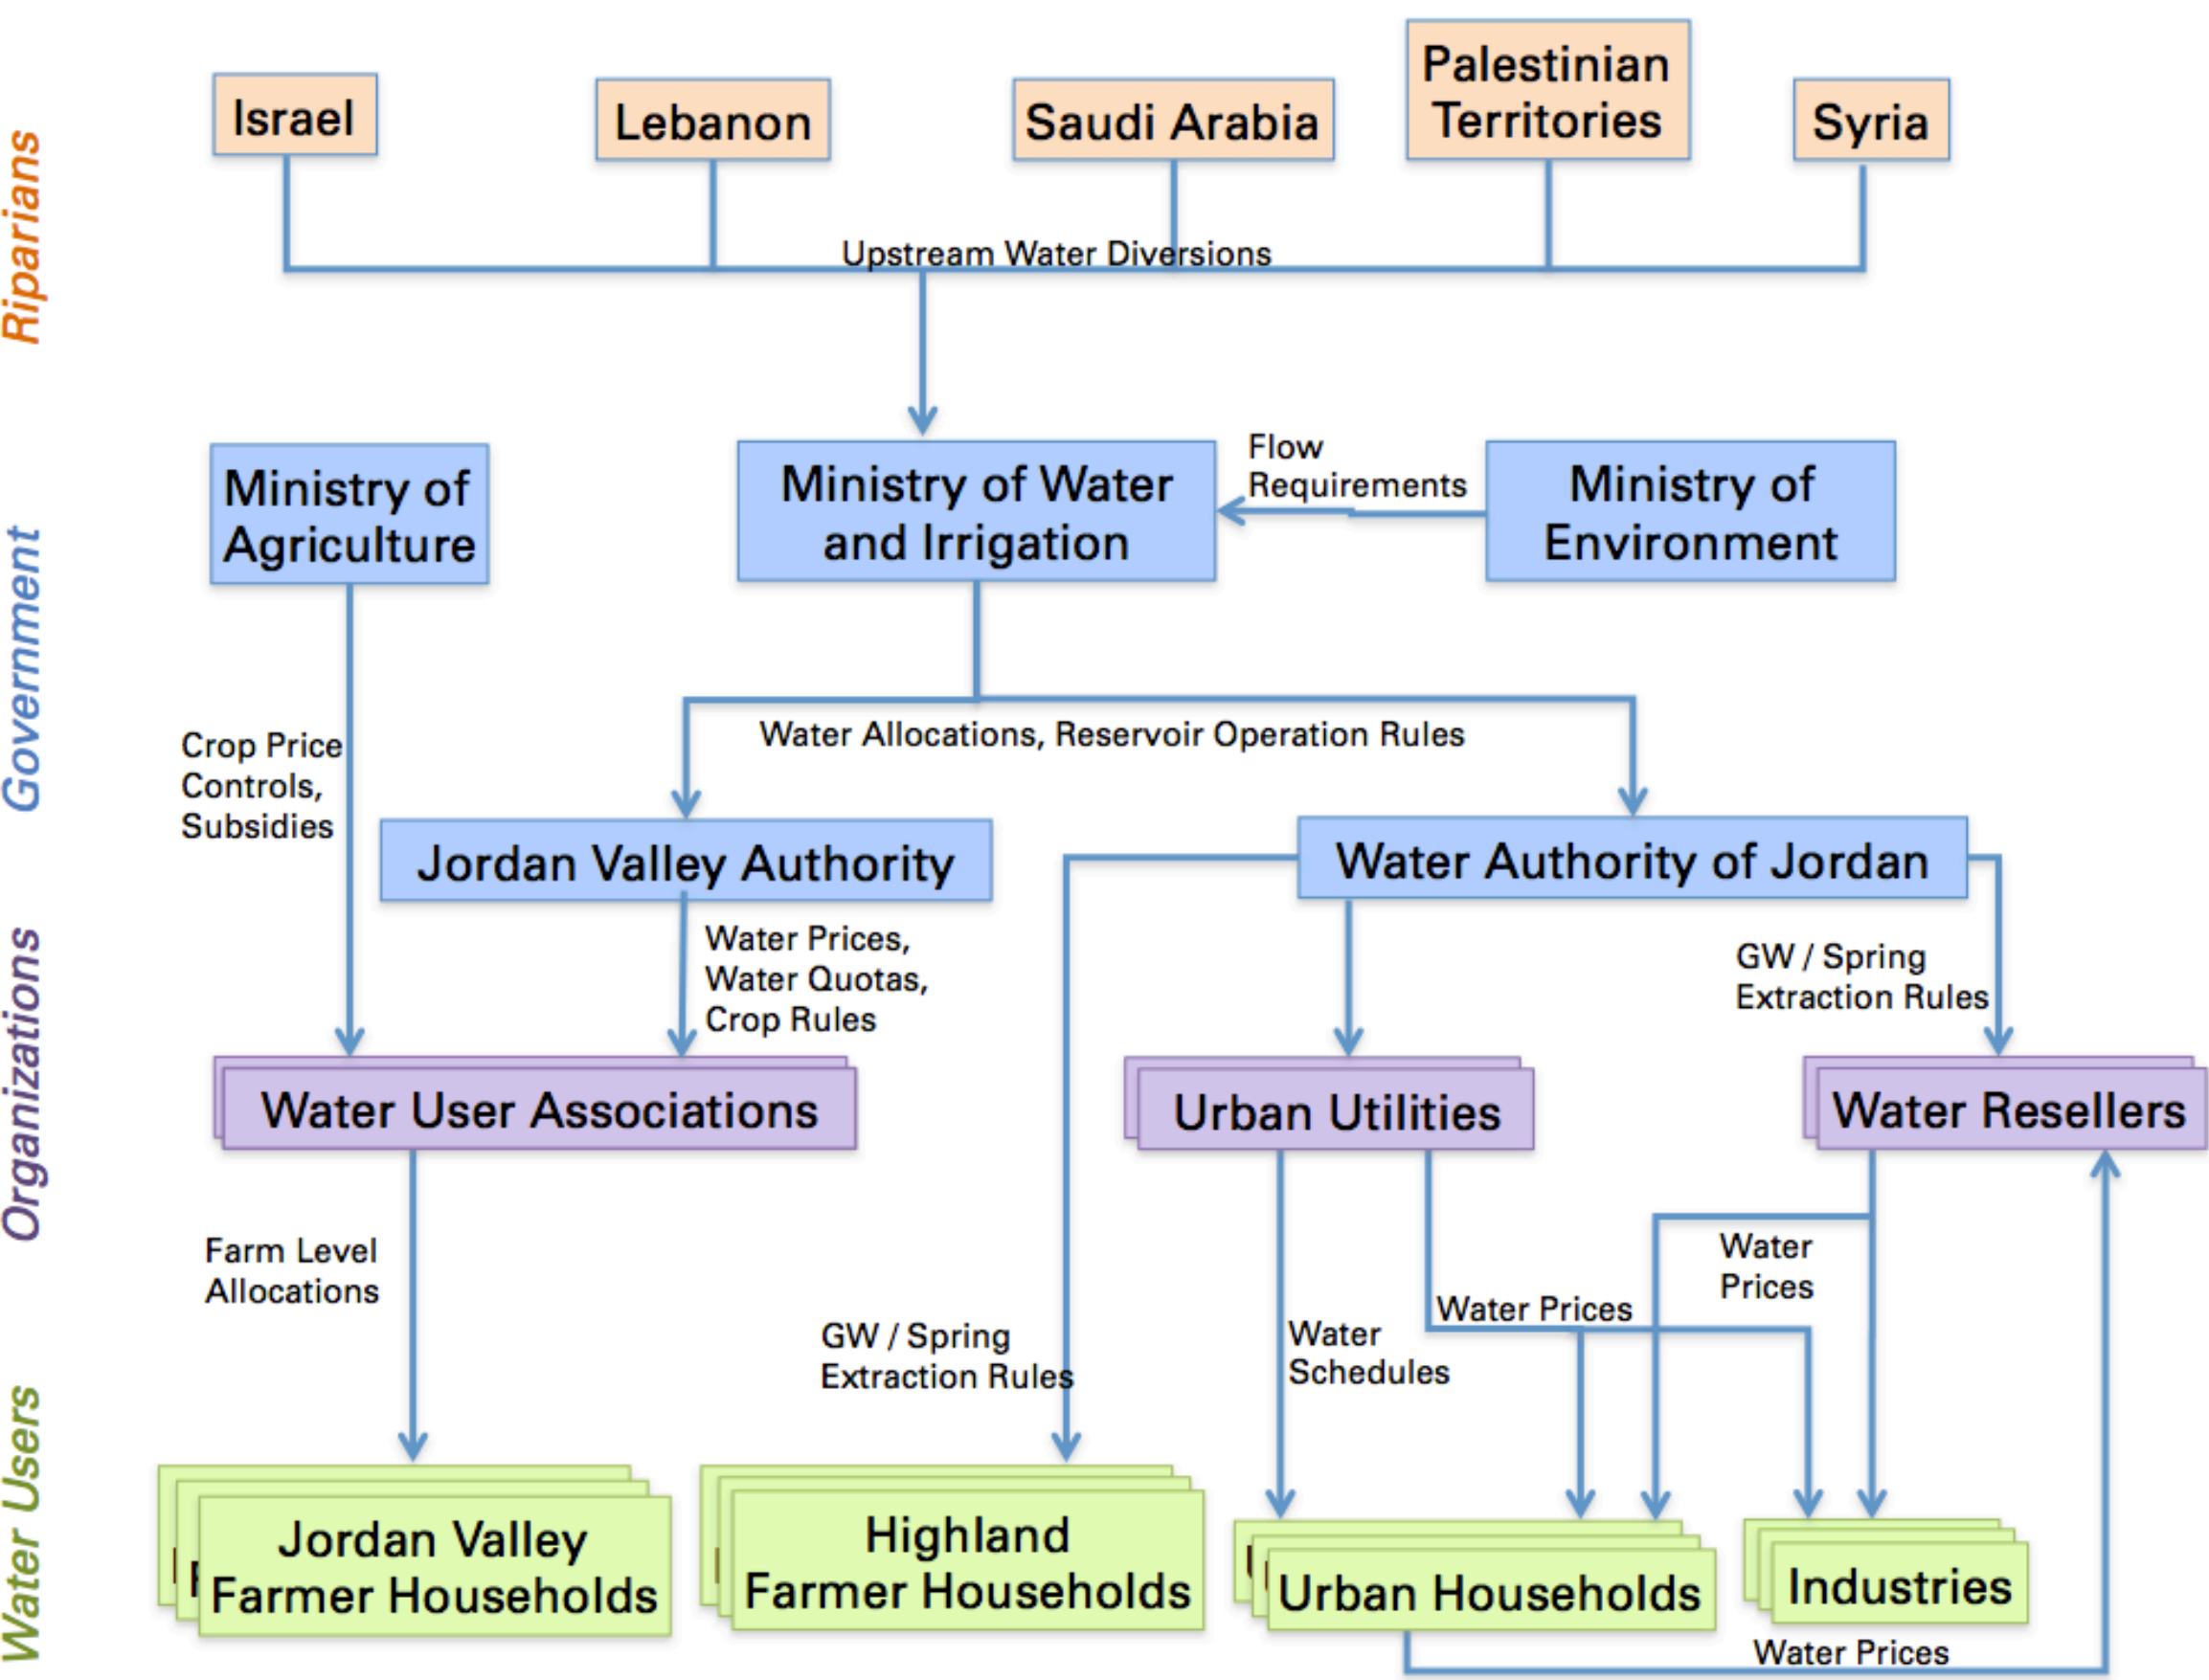 Riparians
Israel
Lebanon
Saudi Arabia
Palestinian
Territories
Syria
Upstream Water Diversions
Government
Ministry of
Agriculture
Ministry of Water
and Irrigation
Flow
Requirements
Ministry of
Environment
Crop Price
Controls,
Subsidies
Water Allocations, Reservoir Operation Rules
Jordan Valley Authority
Water Authority of Jordan
Organizations
Water Prices,
Water Quotas,
Crop Rules
GW / Spring
Extraction Rules
Water User Associations
Urban Utilities
Water Resellers
Farm Level
Allocations
GW / Spring
Extraction Rules
Water
Schedules
Water Prices
Water
Prices
Water Users
Jordan Valley
Farmer Households
Highland
Farmer Households
Urban Households
Industries
Water Prices